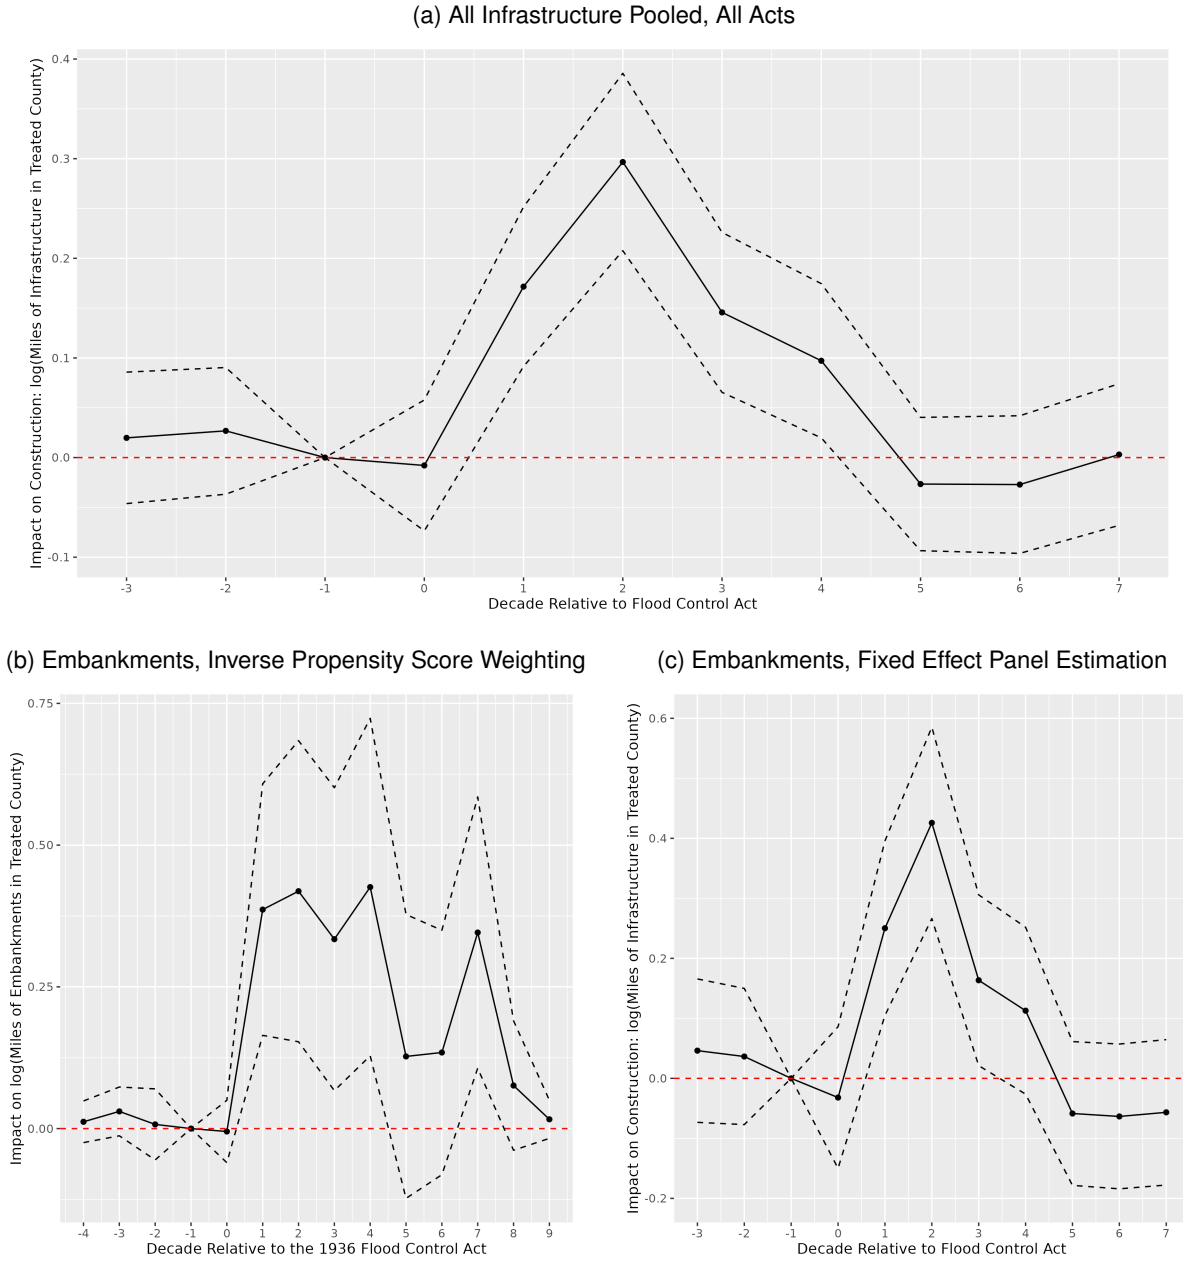 (a) All Infrastructure Pooled, All Acts
Impact on Construction: log(Miles of Infrastructure in Treated County)
0.4
0.3
0.2
0.1
0.0
-0.1
-3 -2 -1 0 1 2 3 4 5 6 7
Decade Relative to Flood Control Act
(b) Embankments, Inverse Propensity Score Weighting
Impact on log(Miles of Embankments in Treated County)
0.75
0.50
0.25
0.00
-4 -3 -2 -1 0 1 2 3 4 5 6 7 8 9
Decade Relative to the 1936 Flood Control Act
(c) Embankments, Fixed Effect Panel Estimation
Impact on Construction: log(Miles of Infrastructure in Treated County)
0.6
0.4
0.2
0.0
-0.2
-3 -2 -1 0 1 2 3 4 5 6 7
Decade Relative to Flood Control Act